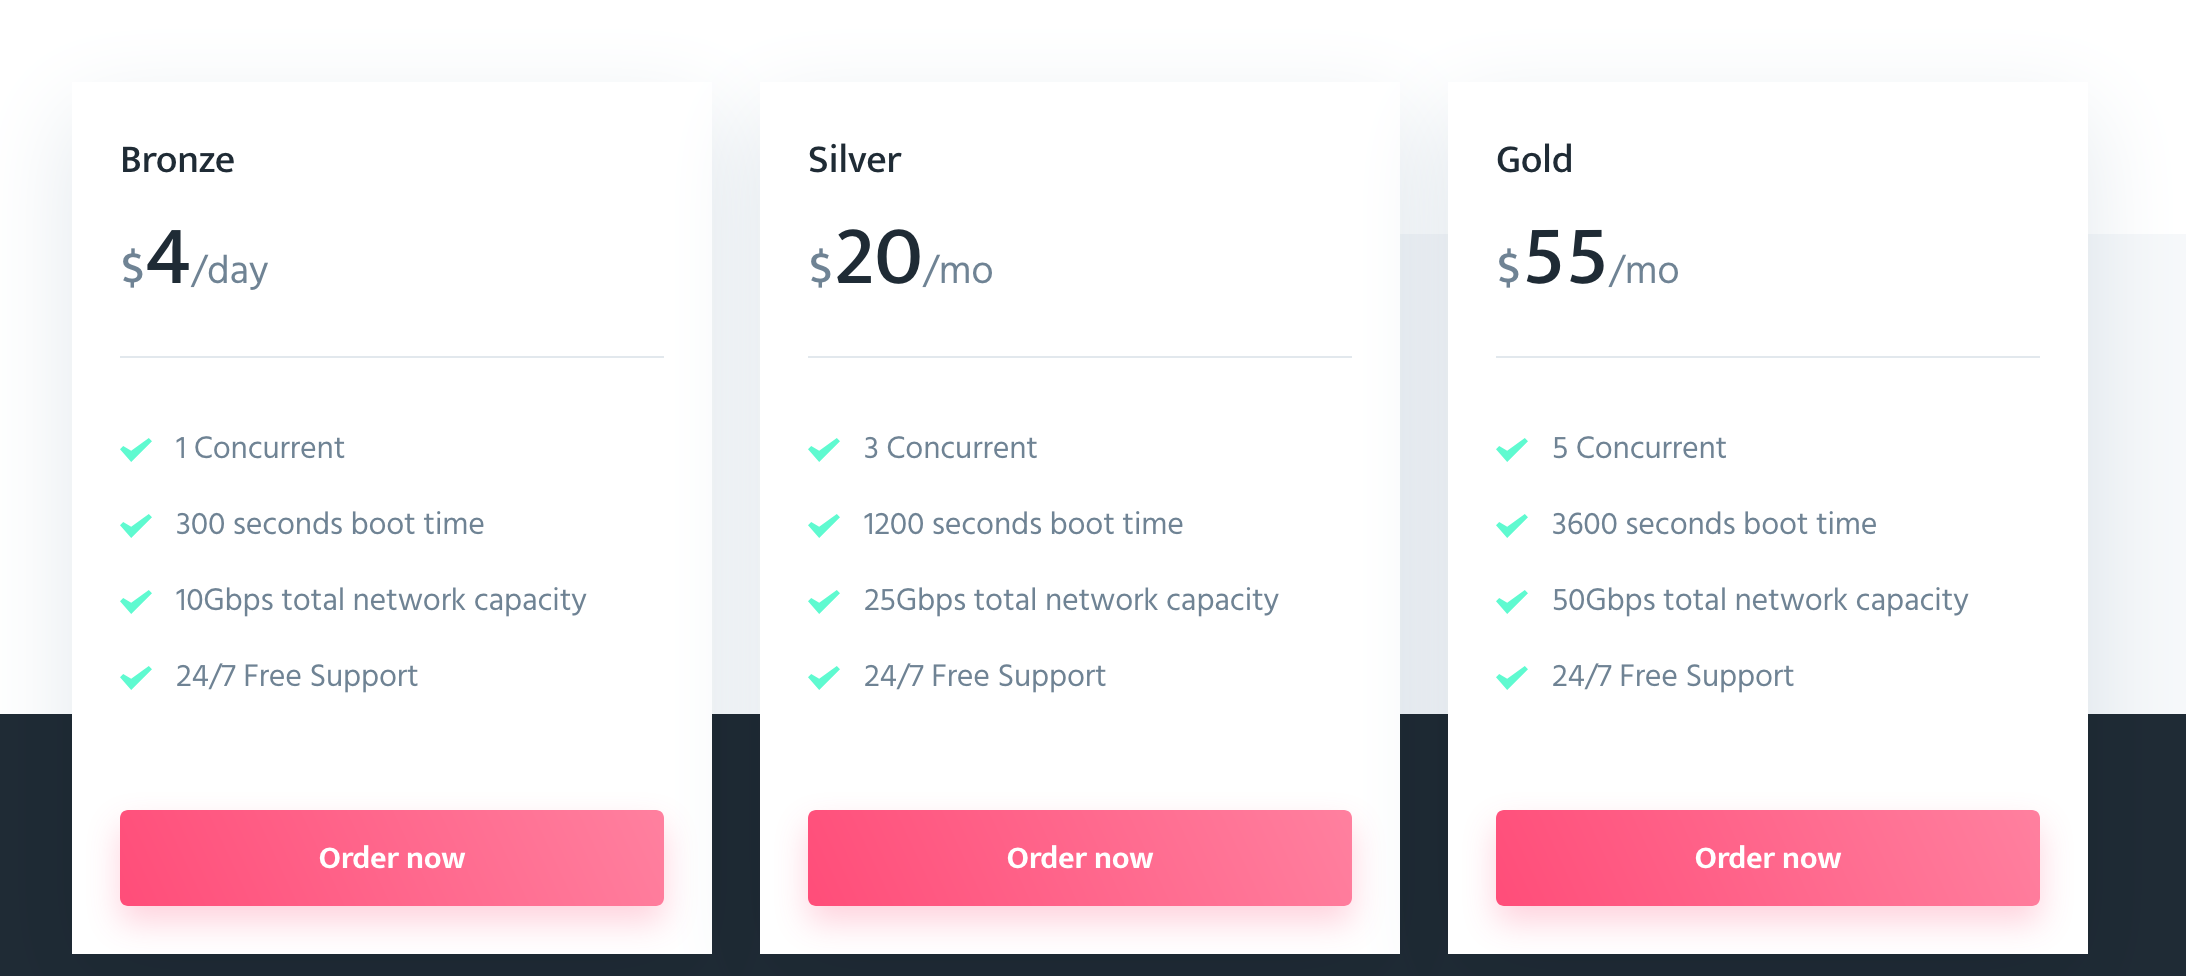 Bronze
$4/day
1 Concurrent
300 seconds boot time
10Gbps total network capacity
24/7 Free Support
Order now
Silver
$20/mo
3 Concurrent
1200 seconds boot time
25Gbps total network capacity
24/7 Free Support
Order now
Gold
$55/mo
5 Concurrent
3600 seconds boot time
50Gbps total network capacity
24/7 Free Support
Order now